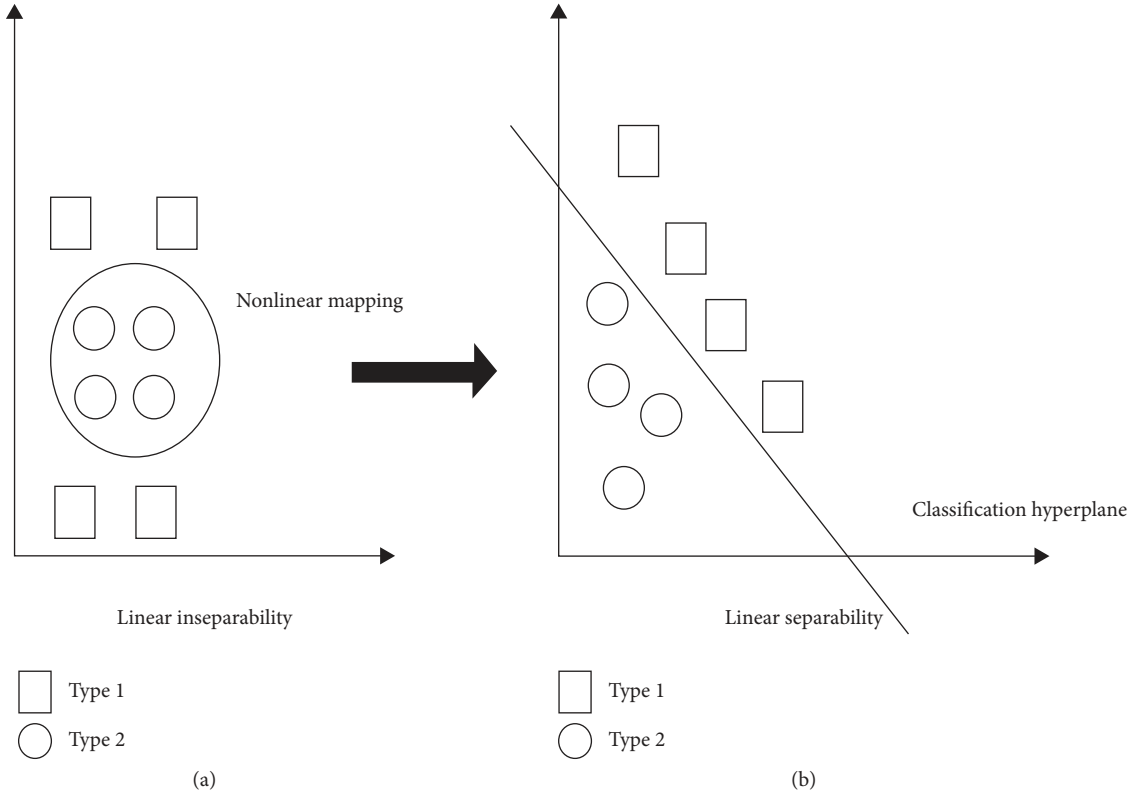 Nonlinear mapping
Linear inseparability
Type 1
Type 2
(a)
Classification hyperplane
Linear separability
Type 1
Type 2
(b)